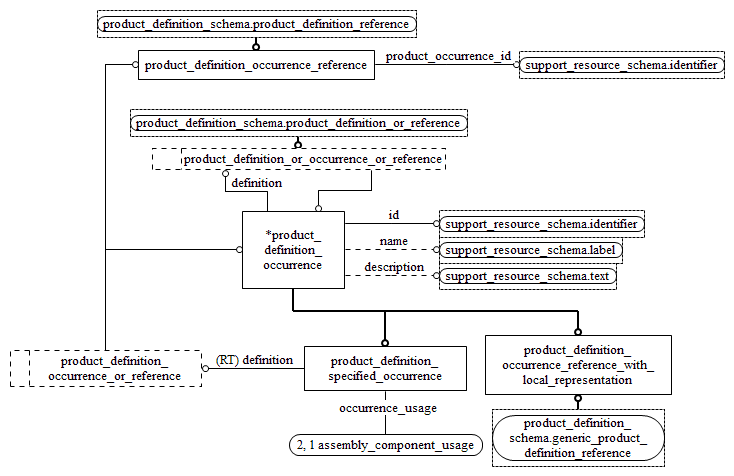 product_definition_schema.product_definition_reference
product_definition_occurrence_reference
product_occurrence_id
support_resource_schema.identifier
product_definition_schema.product_definition_or_reference
product_definition_or_occurrence_or_reference
definition
*product_
definition_
occurrence
id
support_resource_schema.identifier
name
support_resource_schema.label
description
support_resource_schema.text
product_definition_
occurrence_or_reference
(RT) definition
product_definition_
specified_occurrence
product_definition_
occurrence_reference_with_
local_representation
occurrence_usage
2, 1 assembly_component_usage
product_definition_
schema.generic_product_
definition_reference